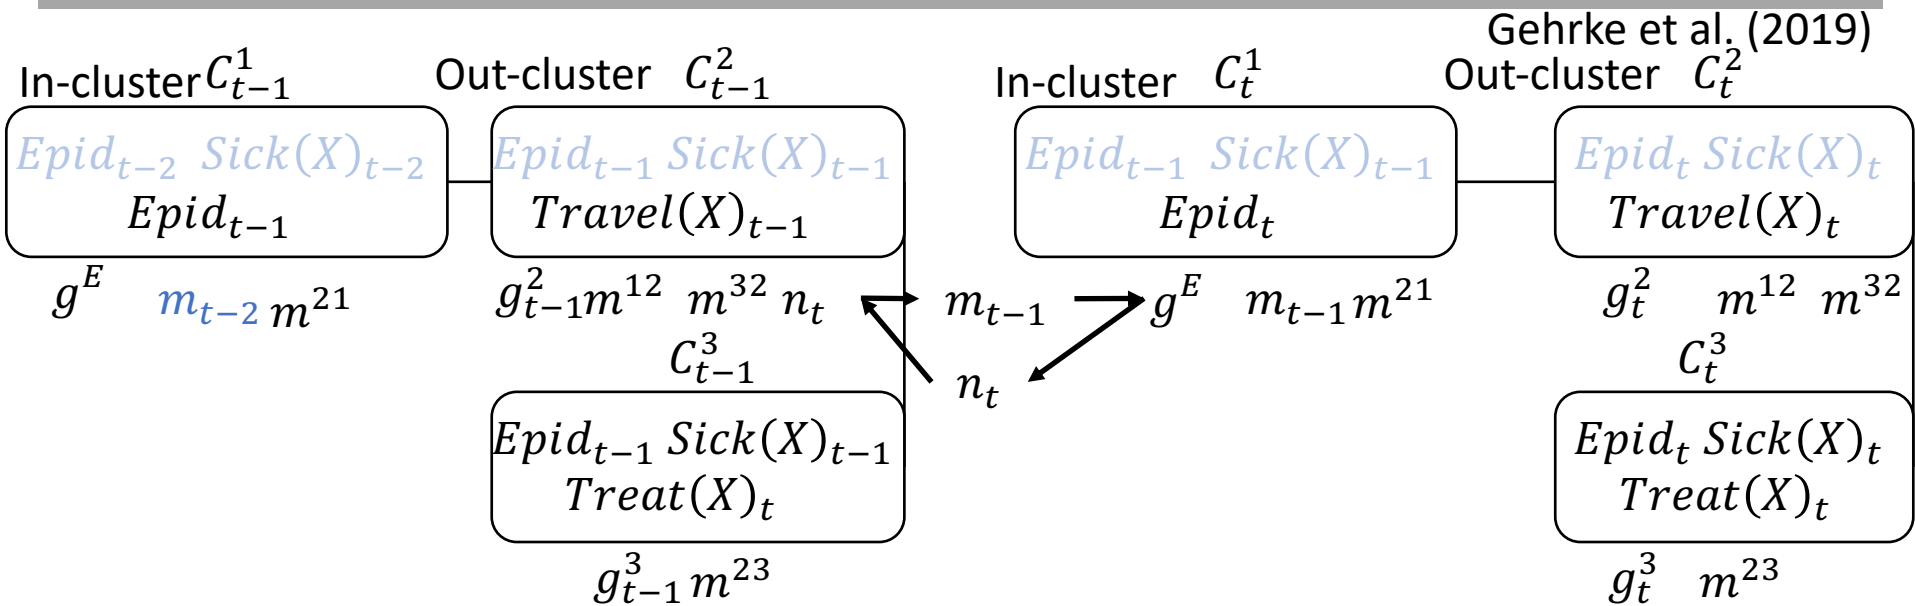 Gehrke et al. (2019)
In-cluster C¹ₜ₋₁ Out-cluster C²ₜ₋₁ In-cluster C¹ₜ Out-cluster C²ₜ
Epidₜ₋₂ Sick(X)ₜ₋₂ Epidₜ₋₁ Sick(X)ₜ₋₁ Epidₜ₋₁ Sick(X)ₜ₋₁ Epidₜ Sick(X)ₜ
Epidₜ₋₁ Travel(X)ₜ₋₁ Epidₜ Travel(X)ₜ
gᴱ mₜ₋₂ m²¹ g²ₜ₋₁ m¹² m³² nₜ mₜ₋₁ gᴱ mₜ₋₁ m²¹ g²ₜ m¹² m³²
C³ₜ₋₁ nₜ C³ₜ
Epidₜ₋₁ Sick(X)ₜ₋₁ Epidₜ Sick(X)ₜ
Treat(X)ₜ Treat(X)ₜ
g³ₜ₋₁ m²³ g³ₜ m²³